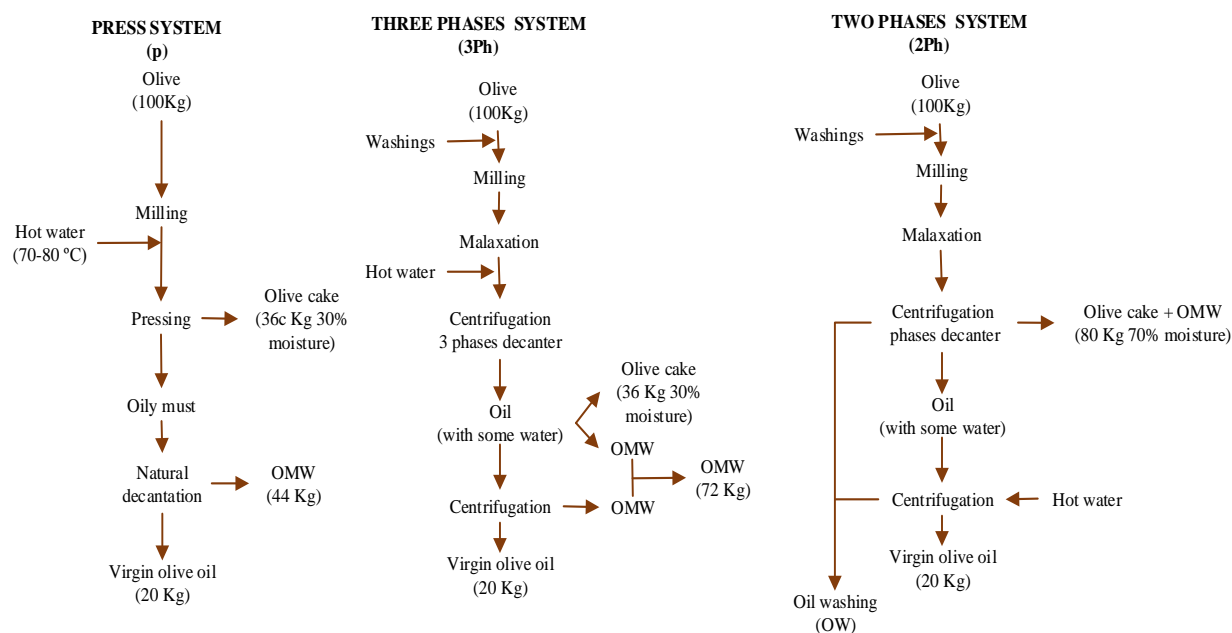 PRESS SYSTEM
(p)
Olive
(100Kg)
Milling
Hot water
(70-80 ºC)
Pressing
Olive cake
(36c Kg 30%
moisture)
Oily must
Natural
decantation
OMW
(44 Kg)
Virgin olive oil
(20 Kg)
THREE PHASES SYSTEM
(3Ph)
Olive
(100Kg)
Washings
Milling
Malaxation
Hot water
Centrifugation
3 phases decanter
Olive cake
(36 Kg 30%
moisture)
Oil
(with some water)
OMW
OMW
(72 Kg)
Centrifugation
OMW
Virgin olive oil
(20 Kg)
TWO PHASES SYSTEM
(2Ph)
Olive
(100Kg)
Washings
Milling
Malaxation
Centrifugation
phases decanter
Olive cake + OMW
(80 Kg 70% moisture)
Oil
(with some water)
Centrifugation
Hot water
Virgin olive oil
(20 Kg)
Oil washing
(OW)